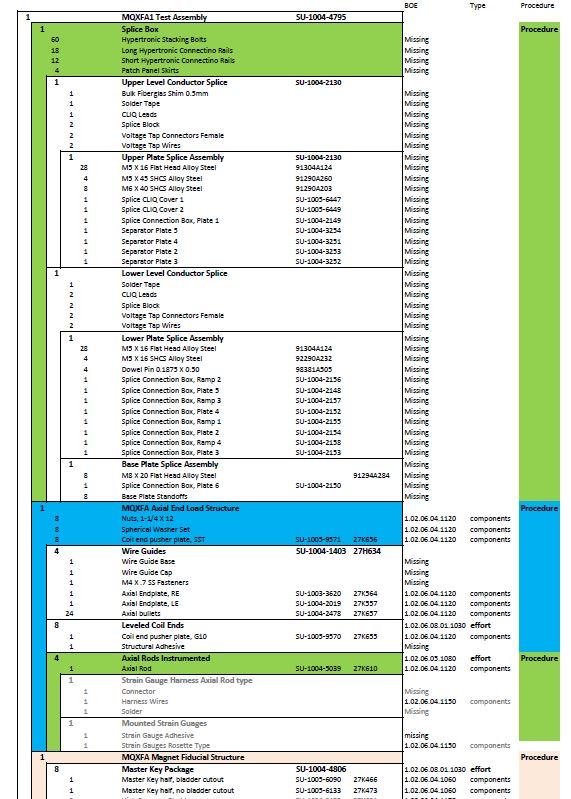 BOE Type Procedure
1 MQXFA1 Test Assembly SU-1004-4795
1 Splice Box Procedure
60 Hypertronic Stacking Bolts Missing
18 Long Hypertronic Connectino Rails Missing
12 Short Hypertronic Connectino Rails Missing
4 Patch Panel Skirts Missing
1 Upper Level Conductor Splice SU-1004-2130 Missing
1 Bulk Fiberglas Shim 0.5mm Missing
1 Solder Tape Missing
1 CLIQ Leads Missing
2 Splice Block Missing
2 Voltage Tap Connectors Female Missing
2 Voltage Tap Wires Missing
1 Upper Plate Splice Assembly SU-1004-2130 Missing
28 M5 X 16 Flat Head Alloy Steel 91304A124 Missing
4 M5 X 45 SHCS Alloy Steel 91290A260 Missing
8 M6 X 40 SHCS Alloy Steel 91290A203 Missing
1 Splice CLIQ Cover 1 SU-1005-6447 Missing
1 Splice CLIQ Cover 2 SU-1005-6449 Missing
1 Splice Connection Box, Plate 1 SU-1004-2149 Missing
1 Separator Plate 5 SU-1004-3254 Missing
1 Separator Plate 4 SU-1004-3251 Missing
1 Separator Plate 2 SU-1004-3253 Missing
1 Separator Plate 3 SU-1004-3252 Missing
1 Lower Level Conductor Splice Missing
1 Solder Tape Missing
2 CLIQ Leads Missing
2 Splice Block Missing
2 Voltage Tap Connectors Female Missing
2 Voltage Tap Wires Missing
1 Lower Plate Splice Assembly Missing
28 M5 X 16 Flat Head Alloy Steel 91304A124 Missing
4 M5 X 16 SHCS Alloy Steel 92290A232 Missing
4 Dowel Pin 0.1875 X 0.50 98381A505 Missing
1 Splice Connection Box, Ramp 2 SU-1004-2156 Missing
1 Splice Connection Box, Plate 5 SU-1004-2148 Missing
1 Splice Connection Box, Ramp 3 SU-1004-2157 Missing
1 Splice Connection Box, Plate 4 SU-1004-2152 Missing
1 Splice Connection Box, Ramp 1 SU-1004-2155 Missing
1 Splice Connection Box, Plate 2 SU-1004-2154 Missing
1 Splice Connection Box, Ramp 4 SU-1004-2158 Missing
1 Splice Connection Box, Plate 3 SU-1004-2153 Missing
1 Base Plate Splice Assembly Missing
8 M8 X 20 Flat Head Alloy Steel 91294A284 Missing
1 Splice Connection Box, Plate 6 SU-1004-2150 Missing
8 Base Plate Standoffs Missing
1 MQXFA Axial End Load Structure Procedure
8 Nuts, 1-1/4 X 12 1.02.06.04.1120 components
8 Spherical Washer Set 1.02.06.04.1120 components
8 Coil end pusher plate, SST SU-1005-9571 27K656 1.02.06.04.1120 components
4 Wire Guides SU-1004-1403 27H634
1 Wire Guide Base Missing
1 Wire Guide Cap Missing
1 M4 X .7 SS Fasteners Missing
1 Axial Endplate, RE SU-1003-3620 27K564 1.02.06.04.1120 components
1 Axial Endplate, LE SU-1004-2019 27K557 1.02.06.04.1120 components
24 Axial bullets SU-1004-2478 27K657 1.02.06.04.1120 components
8 Leveled Coil Ends 1.02.06.08.01.1030 effort
1 Coil end pusher plate, G10 SU-1005-9570 27K655 1.02.06.04.1120 components
1 Structural Adhesive Missing
4 Axial Rods Instrumented 1.02.06.05.1080 effort Procedure
1 Axial Rod SU-1004-5039 27K610 1.02.06.04.1120 components
1 Strain Gauge Harness Axial Rod type
1 Connector Missing
1 Harness Wires 1.02.06.04.1150 components
1 Solder Missing
1 Mounted Strain Guages
1 Strain Gauge Adhesive missing
1 Strain Gauges Rosette Type 1.02.06.04.1150 components
1 MQXFA Magnet Fiducial Structure Procedure
8 Master Key Package SU-1004-4806 1.02.06.08.01.1030 effort
1 Master Key half, no bladder cutout SU-1005-6090 27K466 1.02.06.04.1060 components
1 Master Key half, bladder cutout SU-1005-6133 27K473 1.02.06.04.1060 components